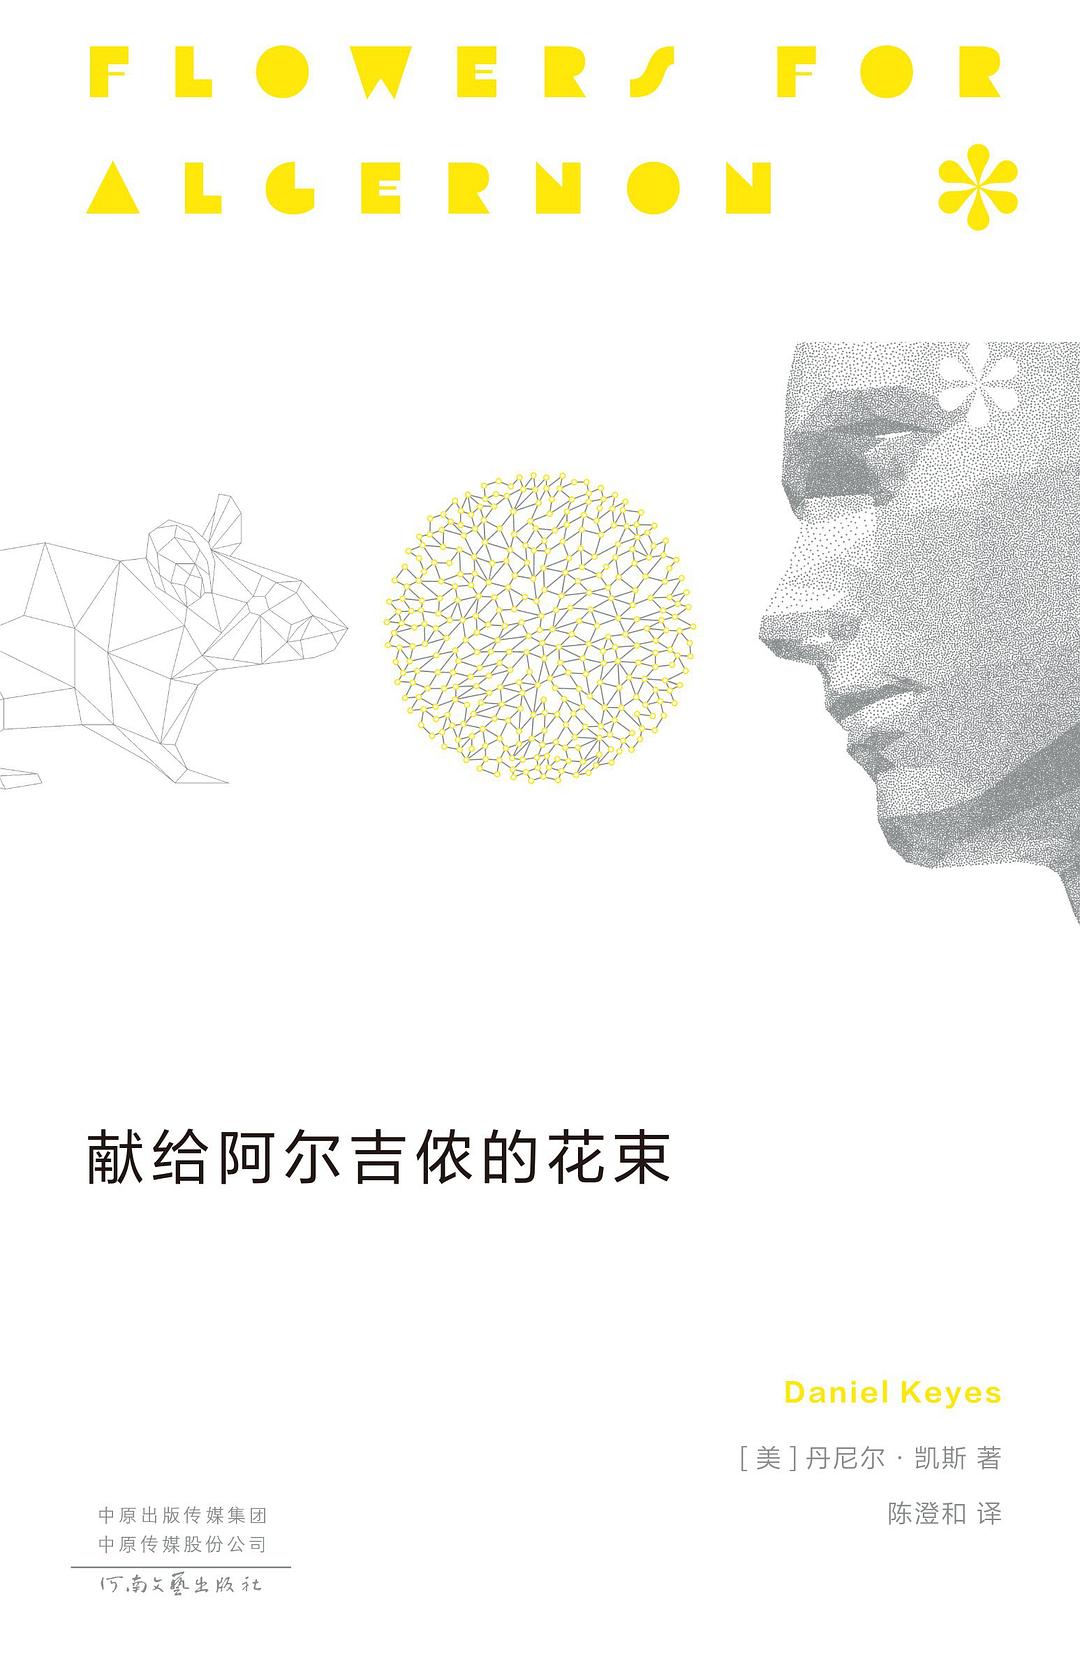 FLOWERS FOR
ALGERNON
献给阿尔吉侬的花束
Daniel Keyes
[ 美 ] 丹尼尔 · 凯斯 著
陈澄和 译
中原出版传媒集团
中原传媒股份公司
河南文藝出版社